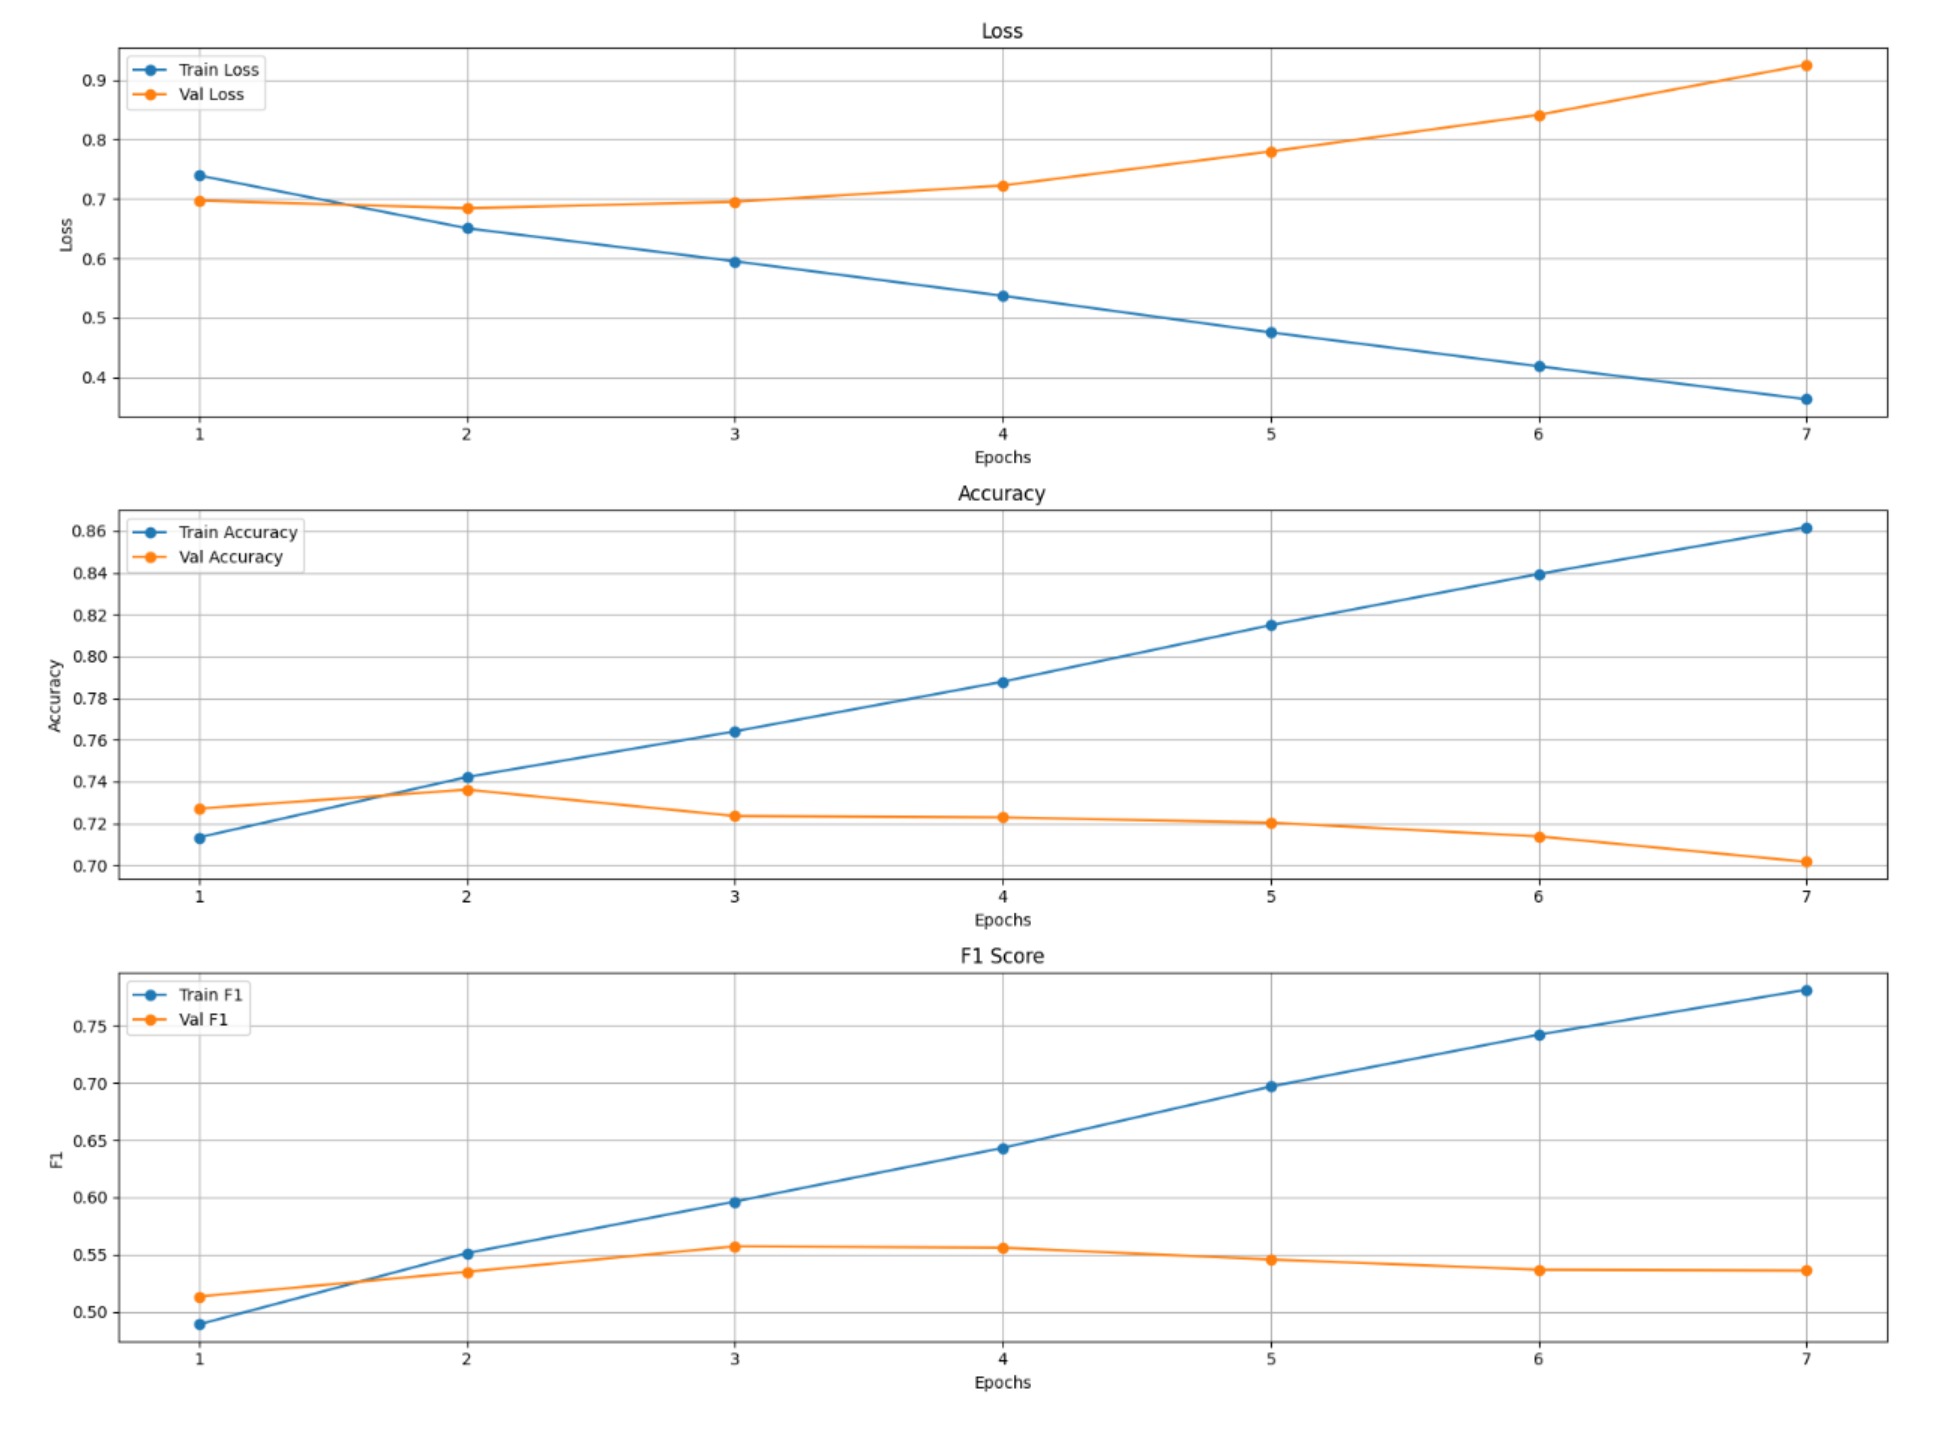 Loss
Train Loss
Val Loss
0.9
0.8
0.7
0.6
0.5
0.4
Loss
1 2 3 4 5 6 7
Epochs
Accuracy
Train Accuracy
Val Accuracy
0.86
0.84
0.82
0.80
0.78
0.76
0.74
0.72
0.70
Accuracy
1 2 3 4 5 6 7
Epochs
F1 Score
Train F1
Val F1
0.75
0.70
0.65
0.60
0.55
0.50
F1
1 2 3 4 5 6 7
Epochs